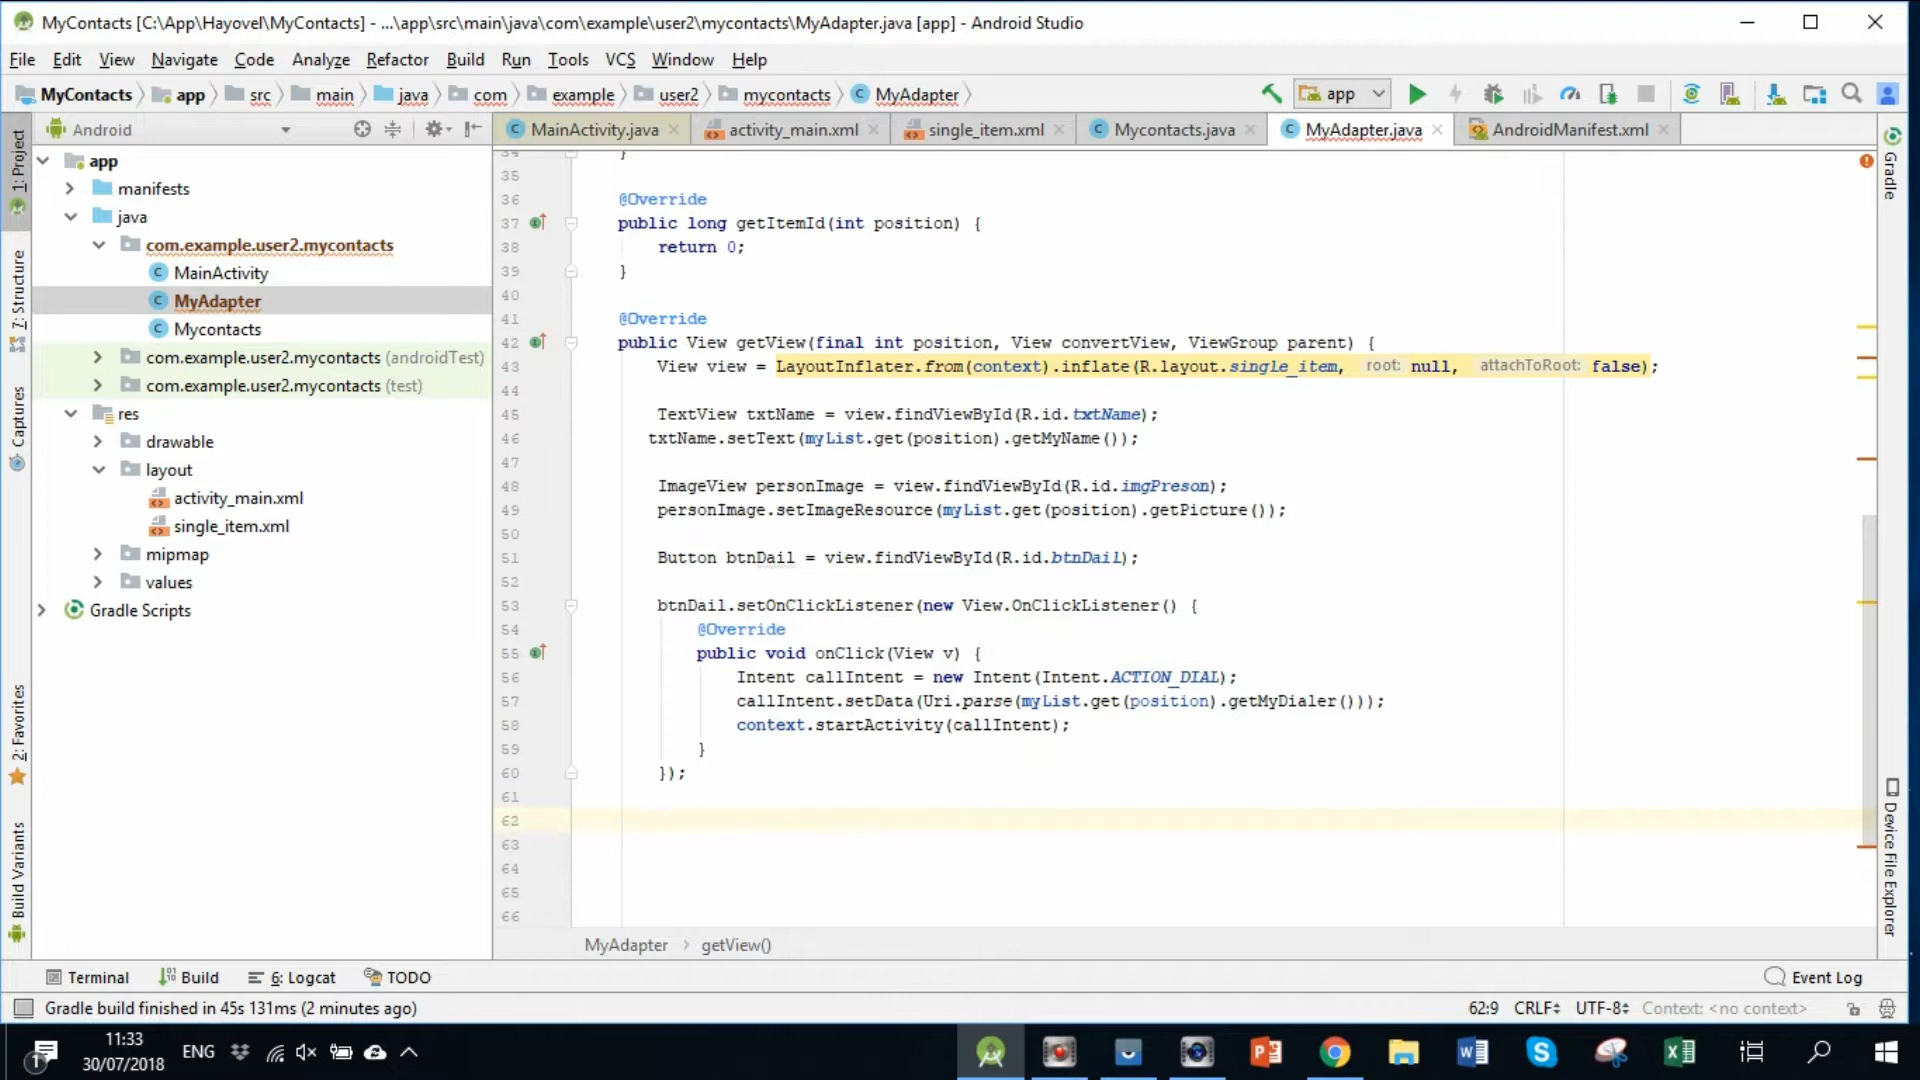 MyContacts [C:\App\Hayovel\MyContacts] - ...\app\src\main\java\com\example\user2\mycontacts\MyAdapter.java [app] - Android Studio
File Edit View Navigate Code Analyze Refactor Build Run Tools VCS Window Help
MyContacts app src main java com example user2 mycontacts MyAdapter app
Android MainActivity.java activity_main.xml single_item.xml Mycontacts.java MyAdapter.java AndroidManifest.xml
1: Project
7: Structure
Captures
2: Favorites
Build Variants
app
manifests
java
com.example.user2.mycontacts
MainActivity
MyAdapter
Mycontacts
com.example.user2.mycontacts (androidTest)
com.example.user2.mycontacts (test)
res
drawable
layout
activity_main.xml
single_item.xml
mipmap
values
Gradle Scripts
34 }
35
36 @Override
37 public long getItemId(int position) {
38 return 0;
39 }
40
41 @Override
42 public View getView(final int position, View convertView, ViewGroup parent) {
43 View view = LayoutInflater.from(context).inflate(R.layout.single_item, root: null, attachToRoot: false);
44
45 TextView txtName = view.findViewById(R.id.txtName);
46 txtName.setText(myList.get(position).getMyName());
47
48 ImageView personImage = view.findViewById(R.id.imgPreson);
49 personImage.setImageResource(myList.get(position).getPicture());
50
51 Button btnDail = view.findViewById(R.id.btnDail);
52
53 btnDail.setOnClickListener(new View.OnClickListener() {
54 @Override
55 public void onClick(View v) {
56 Intent callIntent = new Intent(Intent.ACTION_DIAL);
57 callIntent.setData(Uri.parse(myList.get(position).getMyDialer()));
58 context.startActivity(callIntent);
59 }
60 });
61
62
63
64
65
66
MyAdapter getView()
Gradle
Device File Explorer
Terminal Build 6: Logcat TODO Event Log
Gradle build finished in 45s 131ms (2 minutes ago) 62:9 CRLF UTF-8 Context: <no context>
1 11:33
30/07/2018
ENG